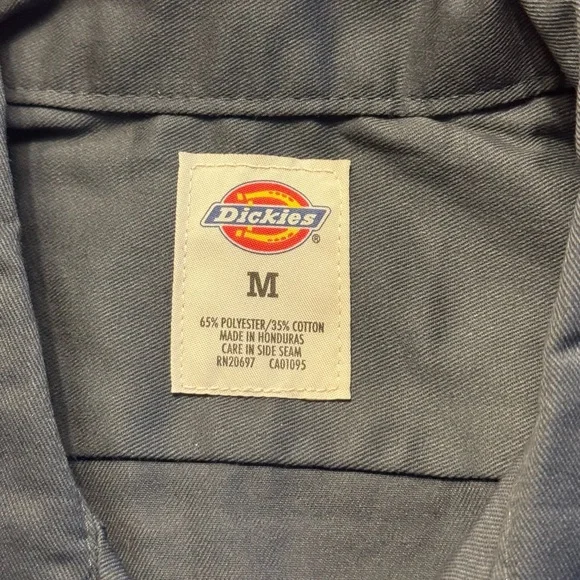 Dickies®
M
65% POLYESTER/35% COTTON
MADE IN HONDURAS
CARE IN SIDE SEAM
RN20697 CA01095